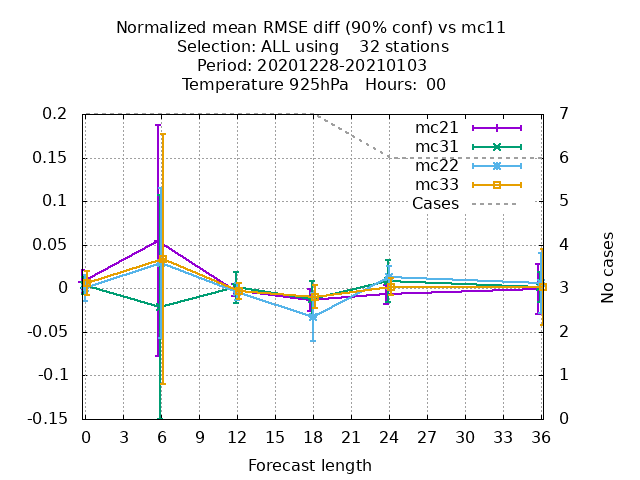 Normalized mean RMSE diff (90% conf) vs mc11
Selection: ALL using    32 stations
Period: 20201228-20210103
Temperature 925hPa   Hours:  00
0.2
0.15
0.1
0.05
0
-0.05
-0.1
-0.15
7
6
5
4
3
2
1
0
mc21
mc31
mc22
mc33
Cases
No cases
0 3 6 9 12 15 18 21 24 27 30 33 36
Forecast length